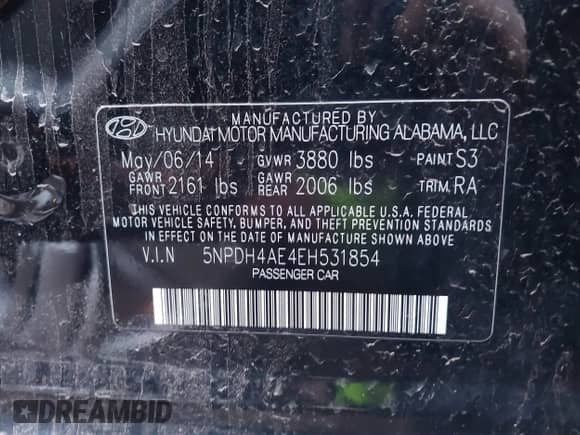 MANUFACTURED BY
HYUNDAI MOTOR MANUFACTURING ALABAMA, LLC
May/06/14 GVWR 3880 lbs PAINT S3
GAWR FRONT 2161 lbs GAWR REAR 2006 lbs TRIM RA
THIS VEHICLE CONFORMS TO ALL APPLICABLE U.S.A. FEDERAL
MOTOR VEHICLE SAFETY, BUMPER, AND THEFT PREVENTION STANDARDS
IN EFFECT ON THE DATE OF MANUFACTURE SHOWN ABOVE
V.I.N 5NPDH4AE4EH531854
PASSENGER CAR
DREAMBID